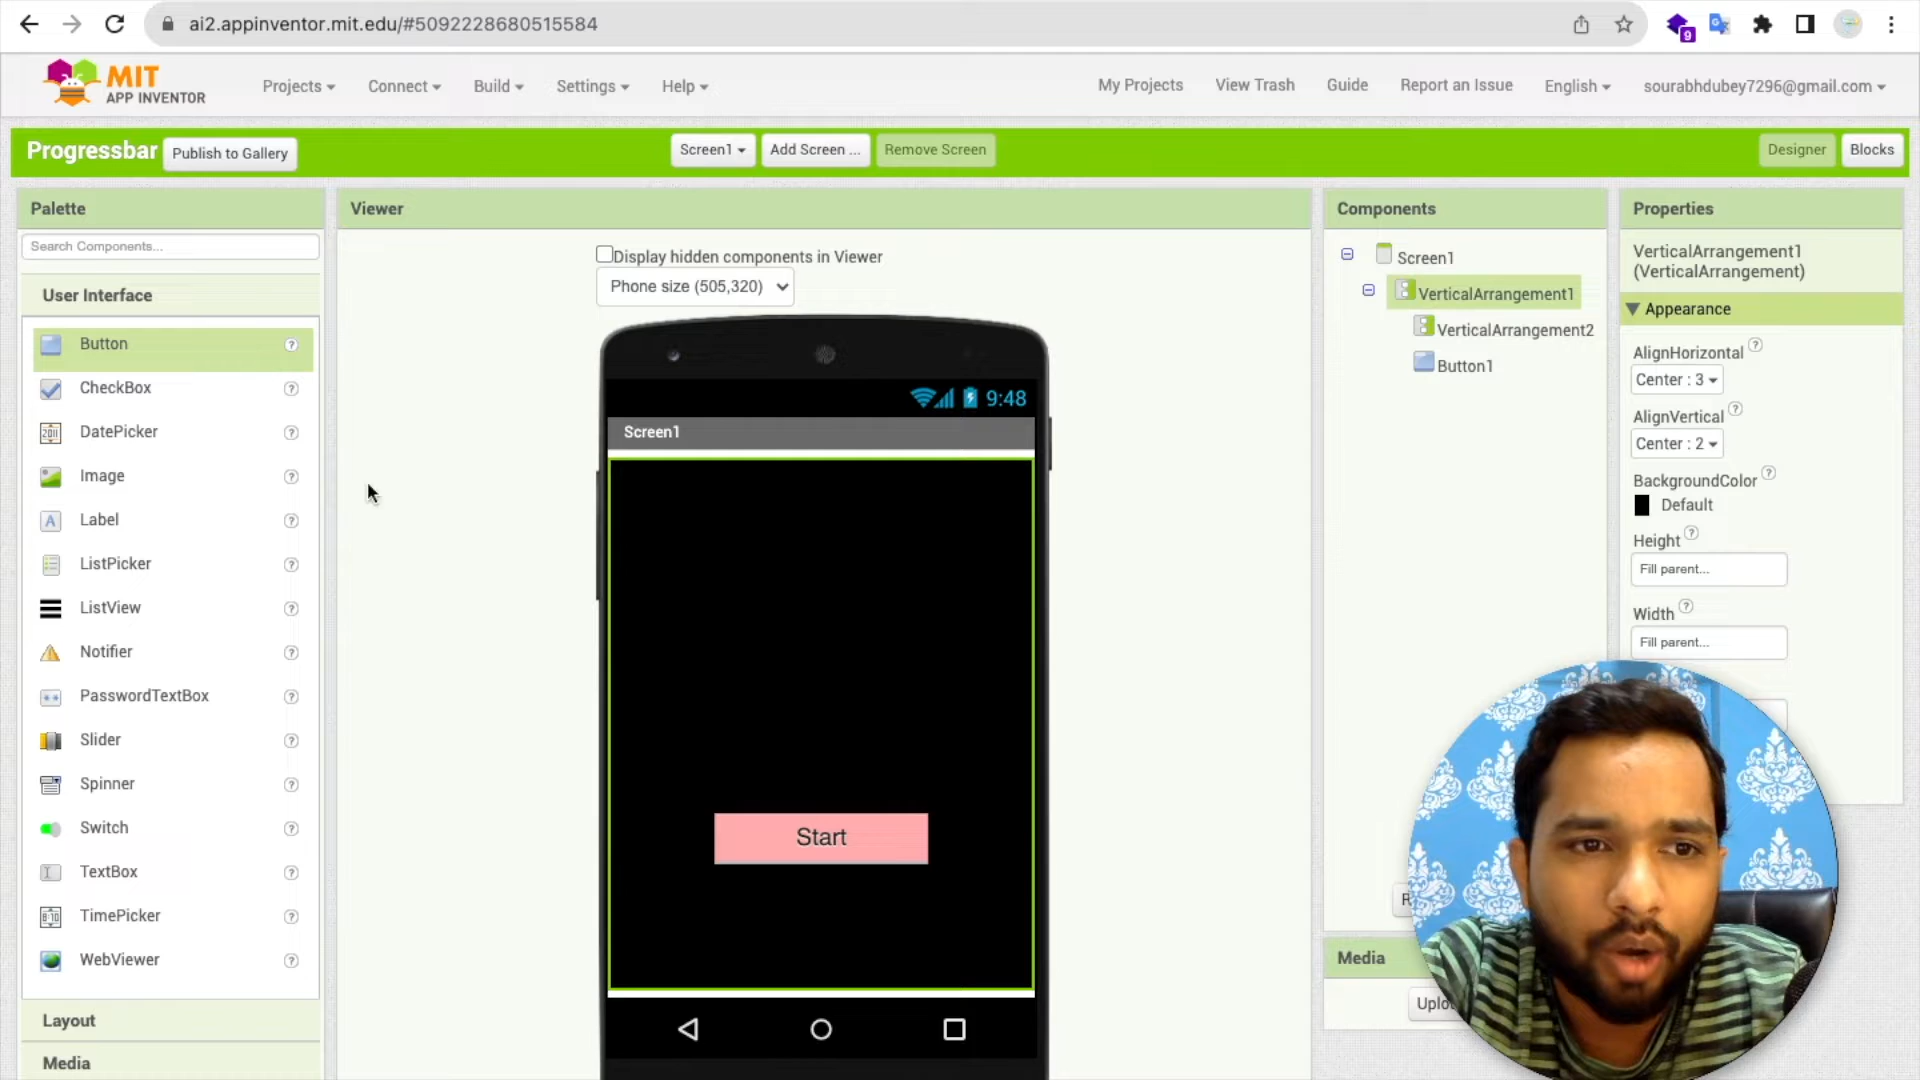 ai2.appinventor.mit.edu/#5092228680515584
9
MIT
APP INVENTOR
Projects
Connect
Build
Settings
Help
My Projects
View Trash
Guide
Report an Issue
English
sourabhdubey7296@gmail.com
Progressbar
Publish to Gallery
Screen1
Add Screen ...
Remove Screen
Designer
Blocks
Palette
Search Components...
User Interface
Button
CheckBox
DatePicker
Image
Label
ListPicker
ListView
Notifier
PasswordTextBox
Slider
Spinner
Switch
TextBox
TimePicker
WebViewer
Layout
Media
Viewer
Display hidden components in Viewer
Phone size (505,320)
9:48
Screen1
Start
Components
Screen1
VerticalArrangement1
VerticalArrangement2
Button1
Media
Uplo
Properties
VerticalArrangement1
(VerticalArrangement)
Appearance
AlignHorizontal
Center : 3
AlignVertical
Center : 2
BackgroundColor
Default
Height
Fill parent...
Width
Fill parent...